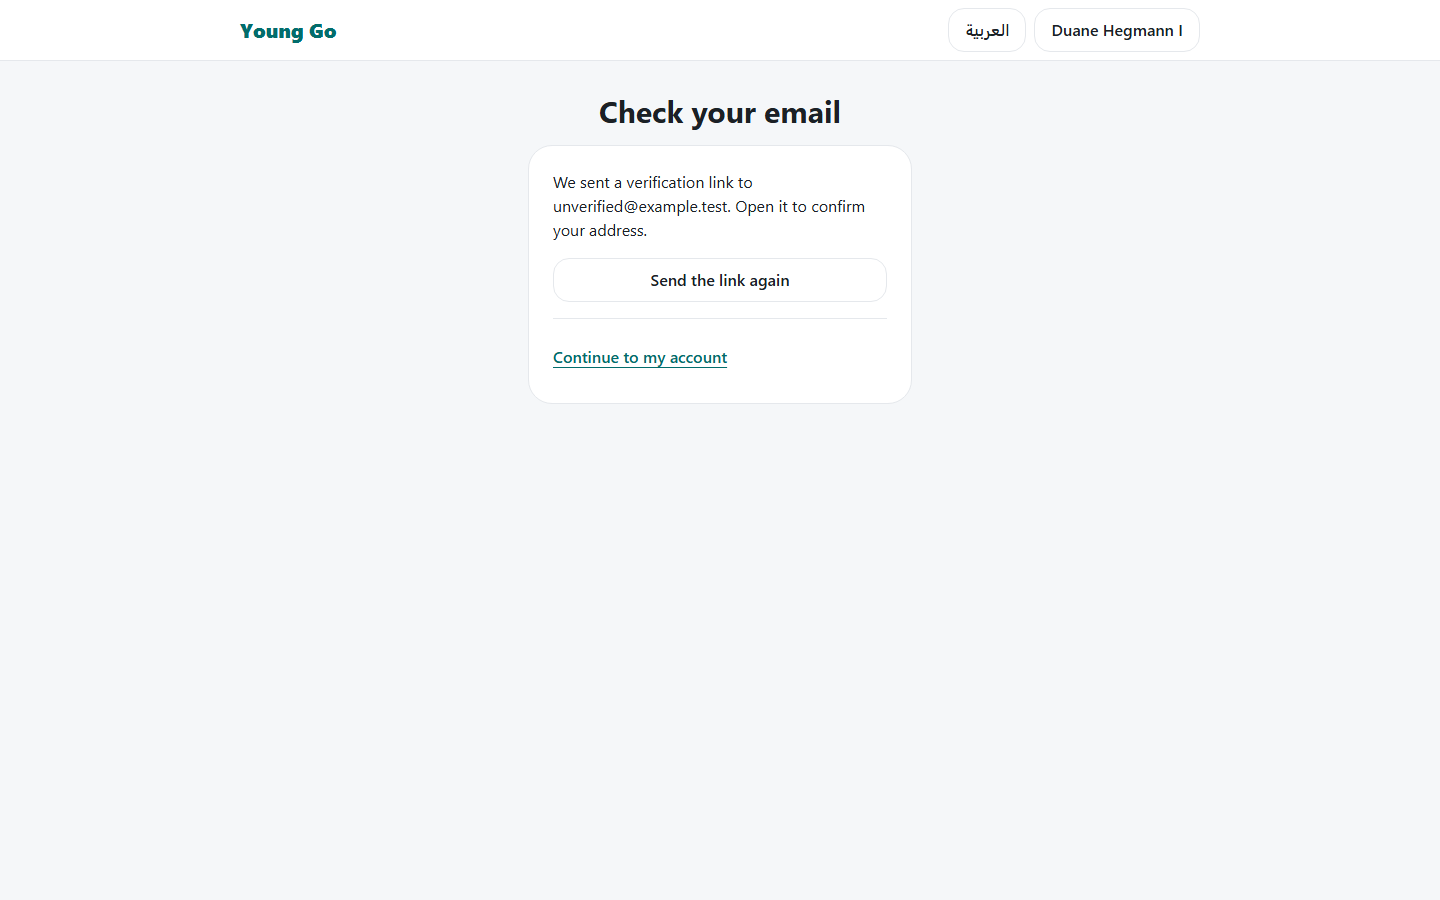 Young Go
العربية
Duane Hegmann I
Check your email
We sent a verification link to
unverified@example.test. Open it to confirm
your address.
Send the link again
Continue to my account